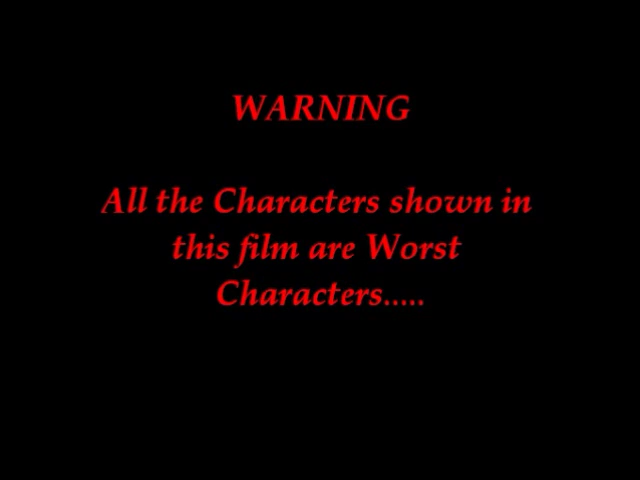 WARNING
All the Characters shown in
this film are Worst
Characters.....